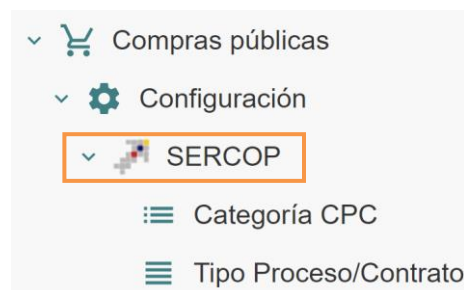 Compras públicas
Configuración
SERCOP
Categoría CPC
Tipo Proceso/Contrato